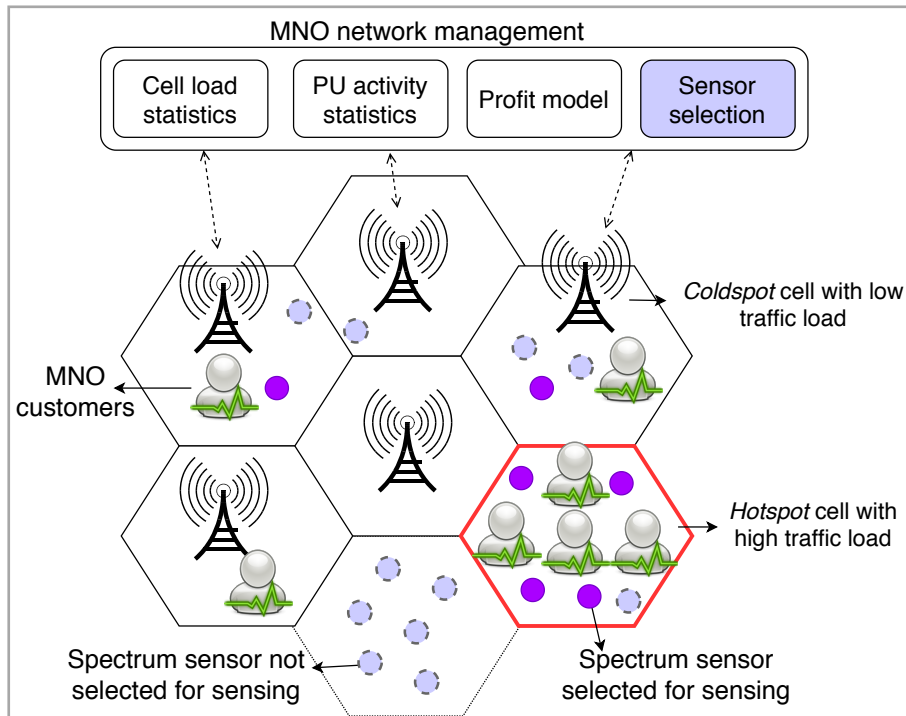 MNO network management
Cell load
statistics
PU activity
statistics
Profit model
Sensor
selection
Coldspot cell with low
traffic load
MNO
customers
Hotspot cell with
high traffic load
Spectrum sensor not
selected for sensing
Spectrum sensor
selected for sensing